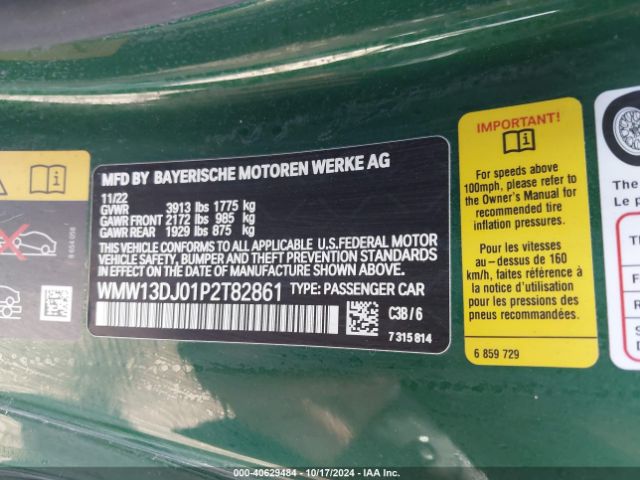 MFD BY BAYERISCHE MOTOREN WERKE AG
11/22
GVWR 3913 lbs 1775 kg
GAWR FRONT 2172 lbs 985 kg
GAWR REAR 1929 lbs 875 kg
THIS VEHICLE CONFORMS TO ALL APPLICABLE U.S.FEDERAL MOTOR
VEHICLE SAFETY, BUMPER AND THEFT PREVENTION STANDARDS
IN EFFECT ON THE DATE OF MANUFACTURE SHOWN ABOVE.
WMW13DJ01P2T82861 TYPE: PASSENGER CAR
C3B / 6
7 315 814
IMPORTANT!
For speeds above
100mph, please refer to
the Owner's Manual for
recommended tire
inflation pressures.
Pour les vitesses
au-dessus de 160
km/h, faites référence à
la notice d'utilisation
pour les pressions des
pneus recommandées.
6 859 729
The
Le p
000-40629484 | 10/17/2024 | IAA Inc.